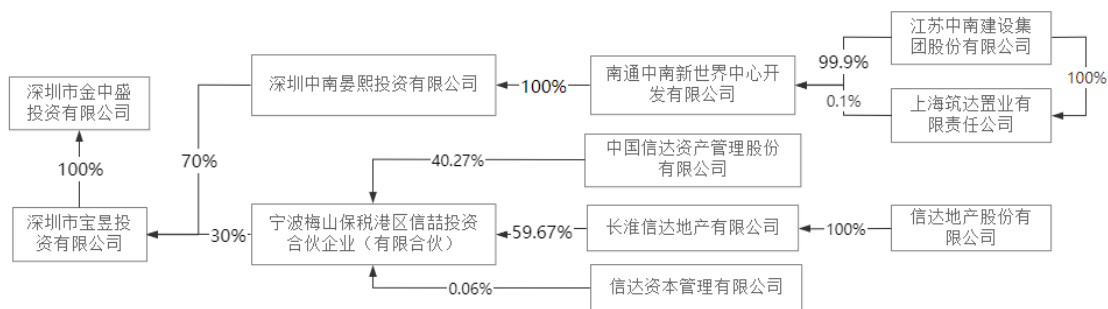 江苏中南建设集
团股份有限公司
深圳中南晏熙投资有限公司
南通中南新世界中心开
发有限公司
99.9%
100%
100%
0.1%
上海筑达置业有
限责任公司
深圳市金中盛
投资有限公司
100%
70%
中国信达资产管理股份
有限公司
40.27%
深圳市宝昱投
资有限公司
30%
宁波梅山保税港区信喆投资
合伙企业（有限合伙）
59.67%
长淮信达地产有限公司
100%
信达地产股份有
限公司
0.06%
信达资本管理有限公司